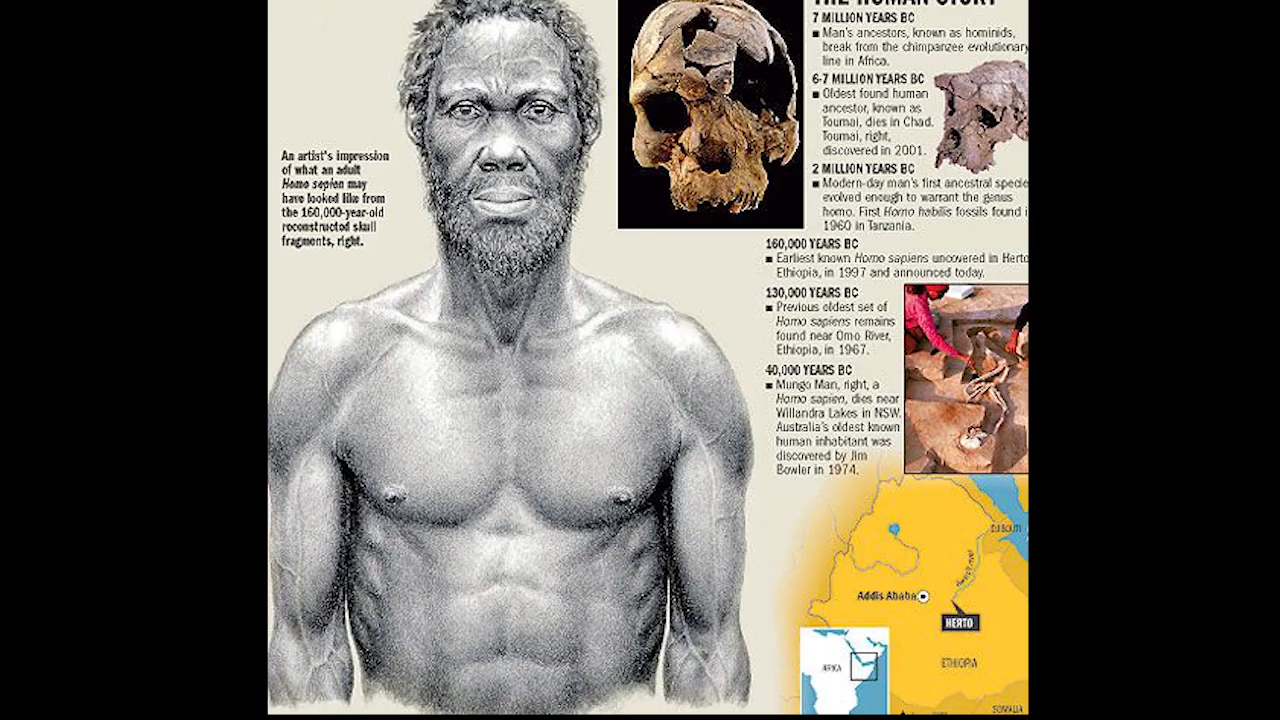 THE HUMAN STORY
7 MILLION YEARS BC
■ Man's ancestors, known as hominids,
break from the chimpanzee evolutionary
line in Africa.
6-7 MILLION YEARS BC
■ Oldest found human
ancestor, known as
Toumai, dies in Chad.
Toumai, right,
discovered in 2001.
2 MILLION YEARS BC
■ Modern-day man's first ancestral specie
evolved enough to warrant the genus
homo. First Homo habilis fossils found i
1960 in Tanzania.
160,000 YEARS BC
■ Earliest known Homo sapiens uncovered in Herto
Ethiopia, in 1997 and announced today.
130,000 YEARS BC
■ Previous oldest set of
Homo sapiens remains
found near Omo River,
Ethiopia, in 1967.
40,000 YEARS BC
■ Mungo Man, right, a
Homo sapien, dies near
Willandra Lakes in NSW.
Australia's oldest known
human inhabitant was
discovered by Jim
Bowler in 1974.
An artist's impression
of what an adult
Homo sapien may
have looked like from
the 160,000-year-old
reconstructed skull
fragments, right.
DJIBOUTI
Addis Ababa
HERTO
ETHIOPIA
AFRICA
SOMALIA